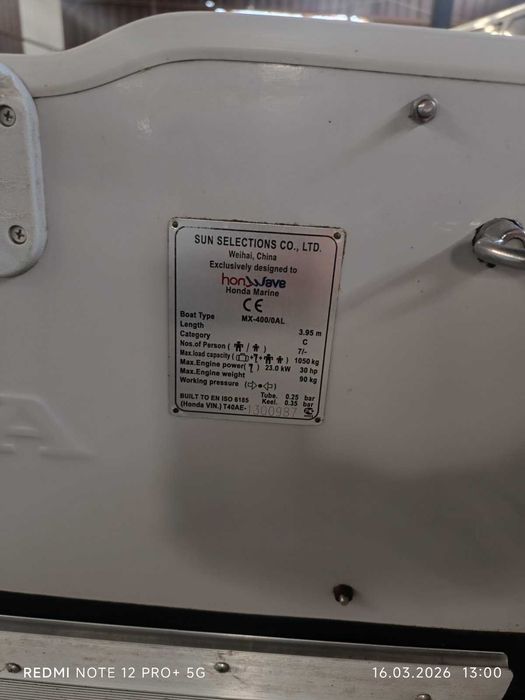 SUN SELECTIONS CO., LTD.
Weihai, China
Exclusively designed to
honwave
Honda Marine
CE
Boat Type MX-400/0AL
Length 3.95 m
Category C
Nos.of Person ( / ) 7/-
Max.load capacity ( + + ) 1050 kg
Max.Engine power( ) 23.0 kW 30 hp
Max.Engine weight 90 kg
Working pressure ( ) Tube. 0.25 bar
Keel. 0.35 bar
BUILT TO EN ISO 6185
(Honda VIN.) T40AE-1300987
A
REDMI NOTE 12 PRO+ 5G 16.03.2026 13:00